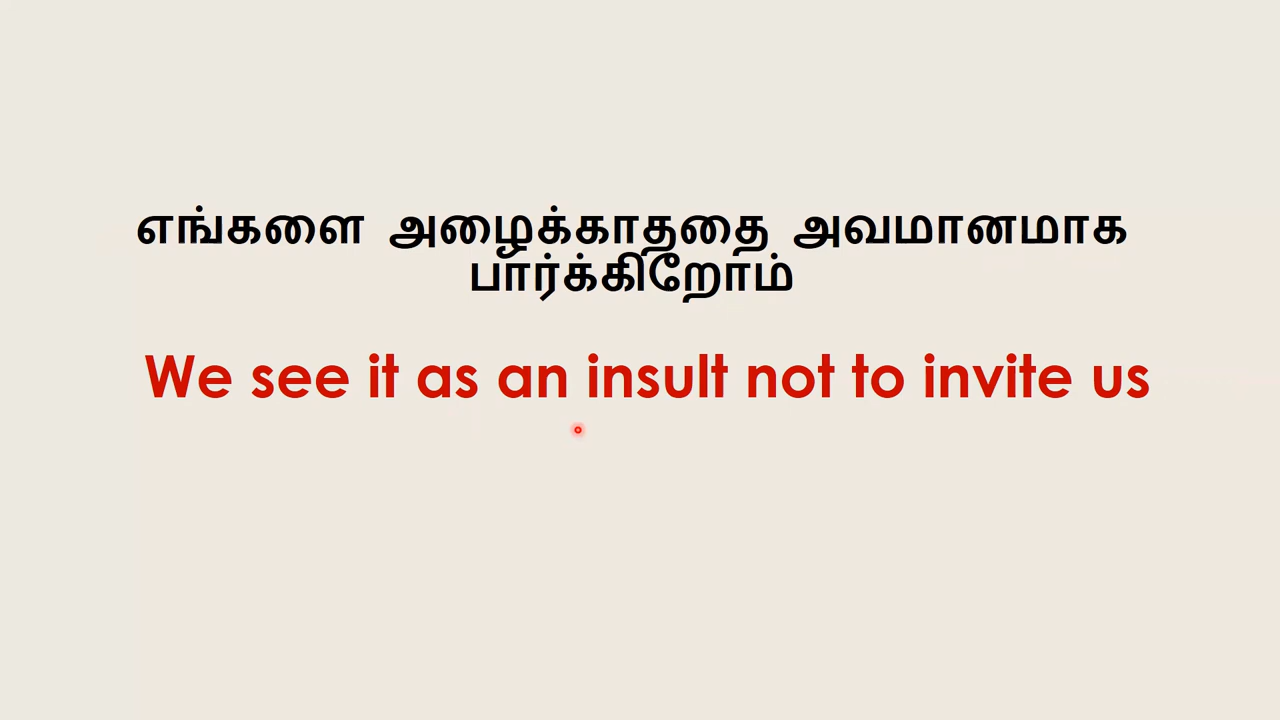 எங்களை அழைக்காததை அவமானமாக
பார்க்கிறோம்
We see it as an insult not to invite us